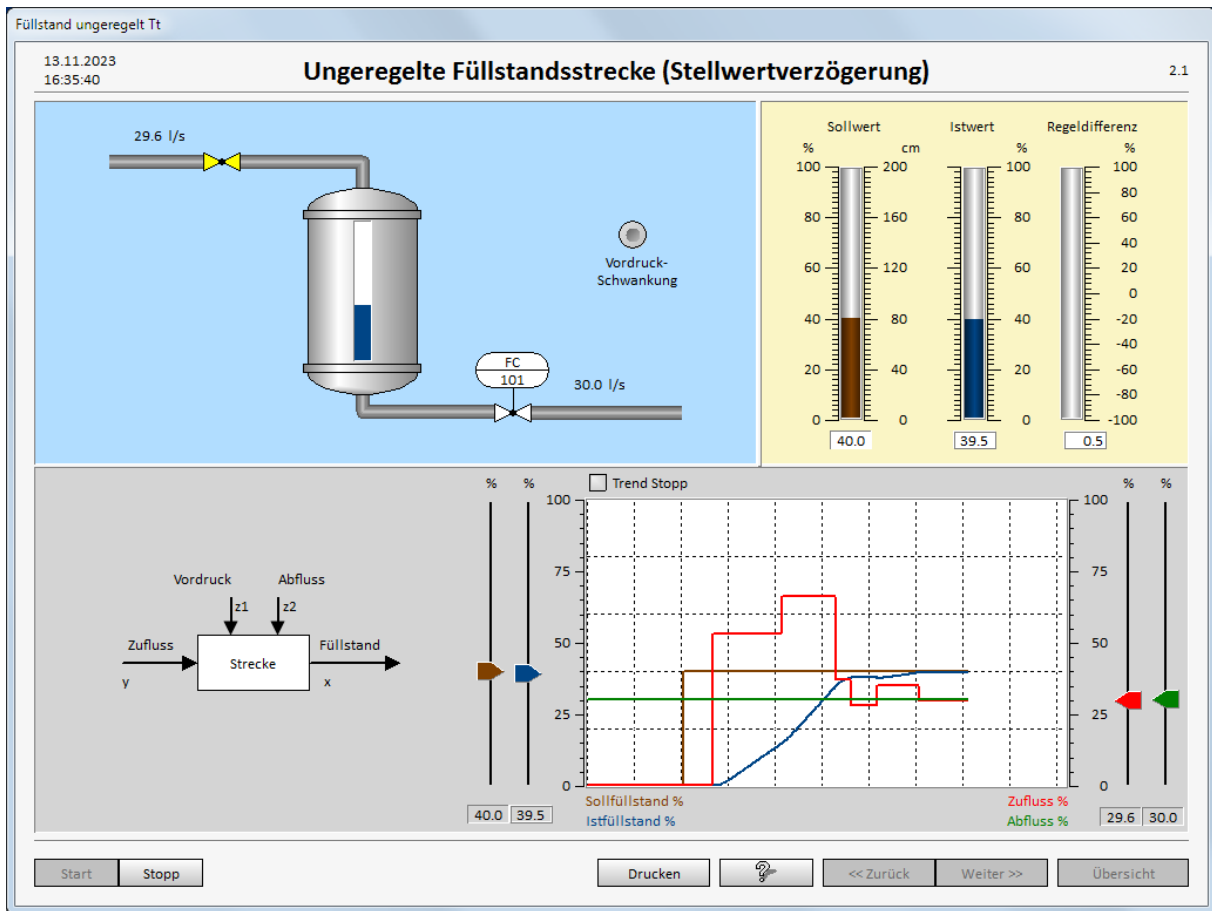 Füllstand ungeregelt Tt
13.11.2023
16:35:40
Ungeregelte Füllstandsstrecke (Stellwertverzögerung)
2.1
29.6 l/s
Vordruck-
Schwankung
FC
101
30.0 l/s
Sollwert Istwert Regeldifferenz
% cm % %
100 200 100 100
80
80 160 80 60
40
60 120 60 20
0
40 80 40 -20
-40
20 40 20 -60
-80
0 0 0 -100
40.0 39.5 0.5
% % Trend Stopp % %
100 100
75 75
50 50
25 25
0 0
Vordruck Abfluss
z1 z2
Zufluss Strecke Füllstand
y x
Sollfüllstand % Zufluss %
Istfüllstand % Abfluss %
40.0 39.5 29.6 30.0
Start Stopp Drucken ? << Zurück Weiter >> Übersicht